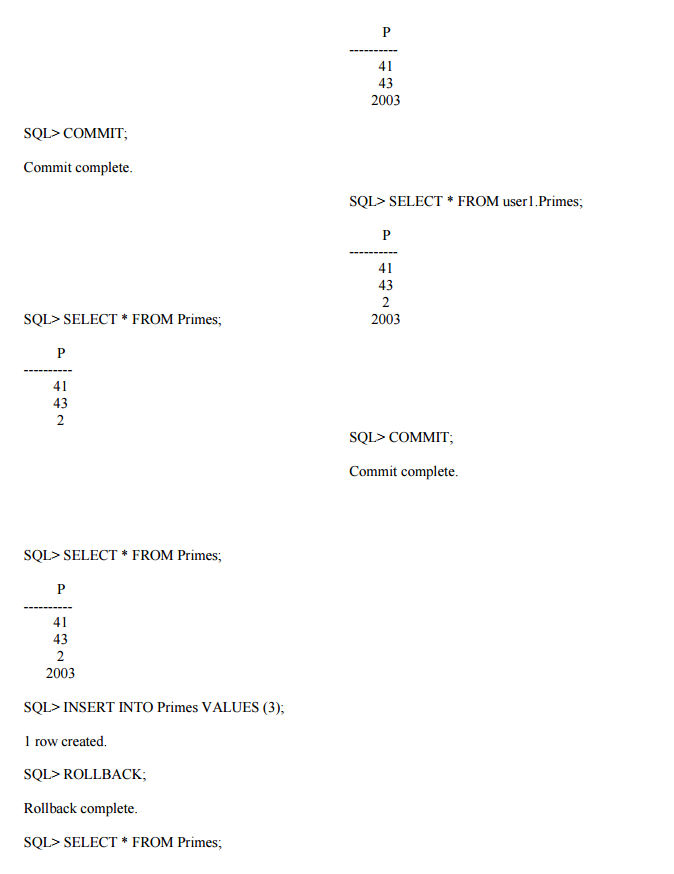 P
----------
41
43
2003
SQL> COMMIT;
Commit complete.
SQL> SELECT * FROM user1.Primes;
P
----------
41
43
2
2003
SQL> SELECT * FROM Primes;
P
----------
41
43
2
SQL> COMMIT;
Commit complete.
SQL> SELECT * FROM Primes;
P
----------
41
43
2
2003
SQL> INSERT INTO Primes VALUES (3);
1 row created.
SQL> ROLLBACK;
Rollback complete.
SQL> SELECT * FROM Primes;